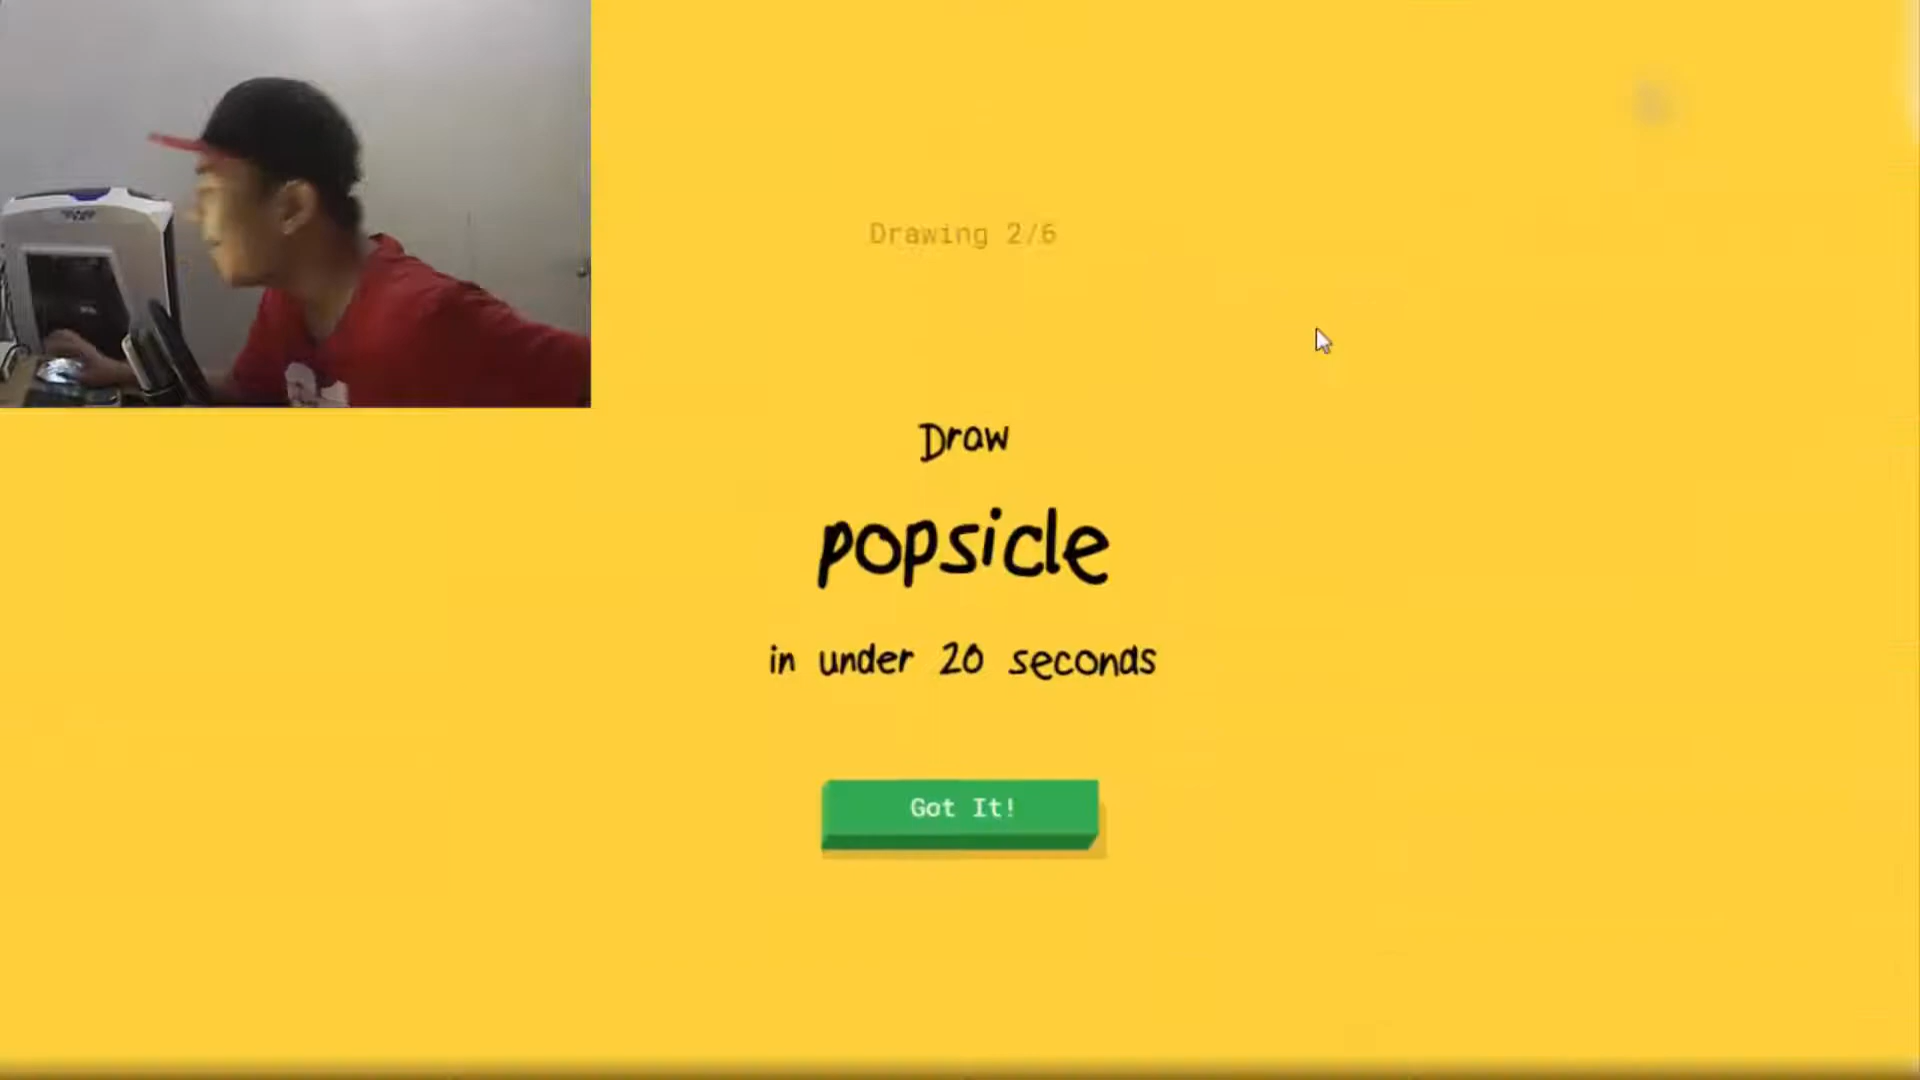 Drawing 2/6
Draw
popsicle
in under 20 seconds
Got It!